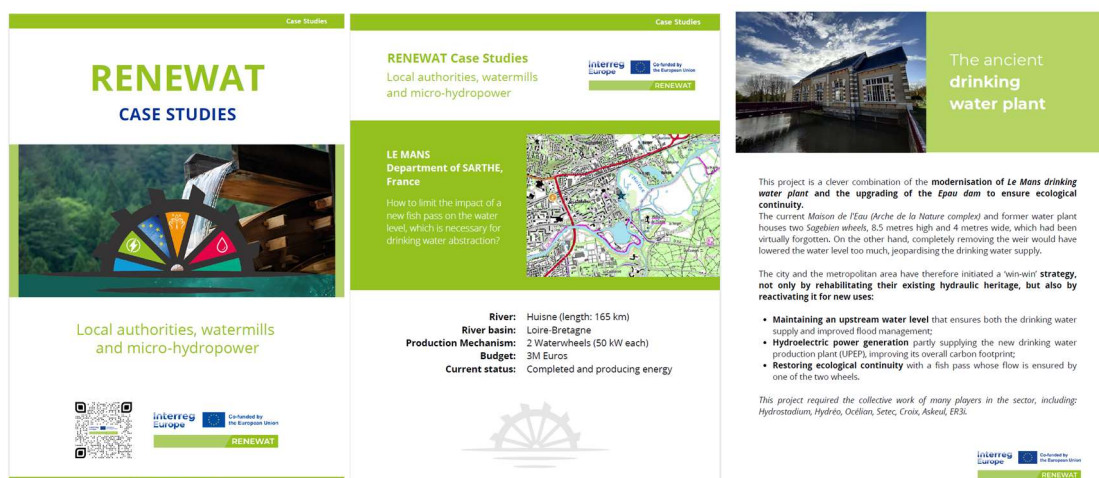 Case Studies
RENEWAT
CASE STUDIES
Local authorities, watermills
and micro-hydropower
Interreg
Europe
Co-funded by
the European Union
RENEWAT
Case Studies
RENEWAT Case Studies
Local authorities, watermills
and micro-hydropower
Interreg
Europe
Co-funded by
the European Union
RENEWAT
LE MANS
Department of SARTHE,
France
How to limit the impact of a
new fish pass on the water
level, which is necessary for
drinking water abstraction?
River: Huisne (length: 165 km)
River basin: Loire-Bretagne
Production Mechanism: 2 Waterwheels (50 kW each)
Budget: 3M Euros
Current status: Completed and producing energy
The ancient
drinking
water plant
This project is a clever combination of the modernisation of Le Mans drinking
water plant and the upgrading of the Epau dam to ensure ecological
continuity.
The current Maison de l'Eau (Arche de la Nature complex) and former water plant
houses two Sagebien wheels, 8.5 metres high and 4 metres wide, which had been
virtually forgotten. On the other hand, completely removing the weir would have
lowered the water level too much, jeopardising the drinking water supply.
The city and the metropolitan area have therefore initiated a 'win-win' strategy,
not only by rehabilitating their existing hydraulic heritage, but also by
reactivating it for new uses:
• Maintaining an upstream water level that ensures both the drinking water
supply and improved flood management;
• Hydroelectric power generation partly supplying the new drinking water
production plant (UPEP), improving its overall carbon footprint;
• Restoring ecological continuity with a fish pass whose flow is ensured by
one of the two wheels.
This project required the collective work of many players in the sector, including:
Hydrostadium, Hydréo, Océlian, Setec, Croix, Askeul, ER3i.
Interreg
Europe
Co-funded by
the European Union
RENEWAT